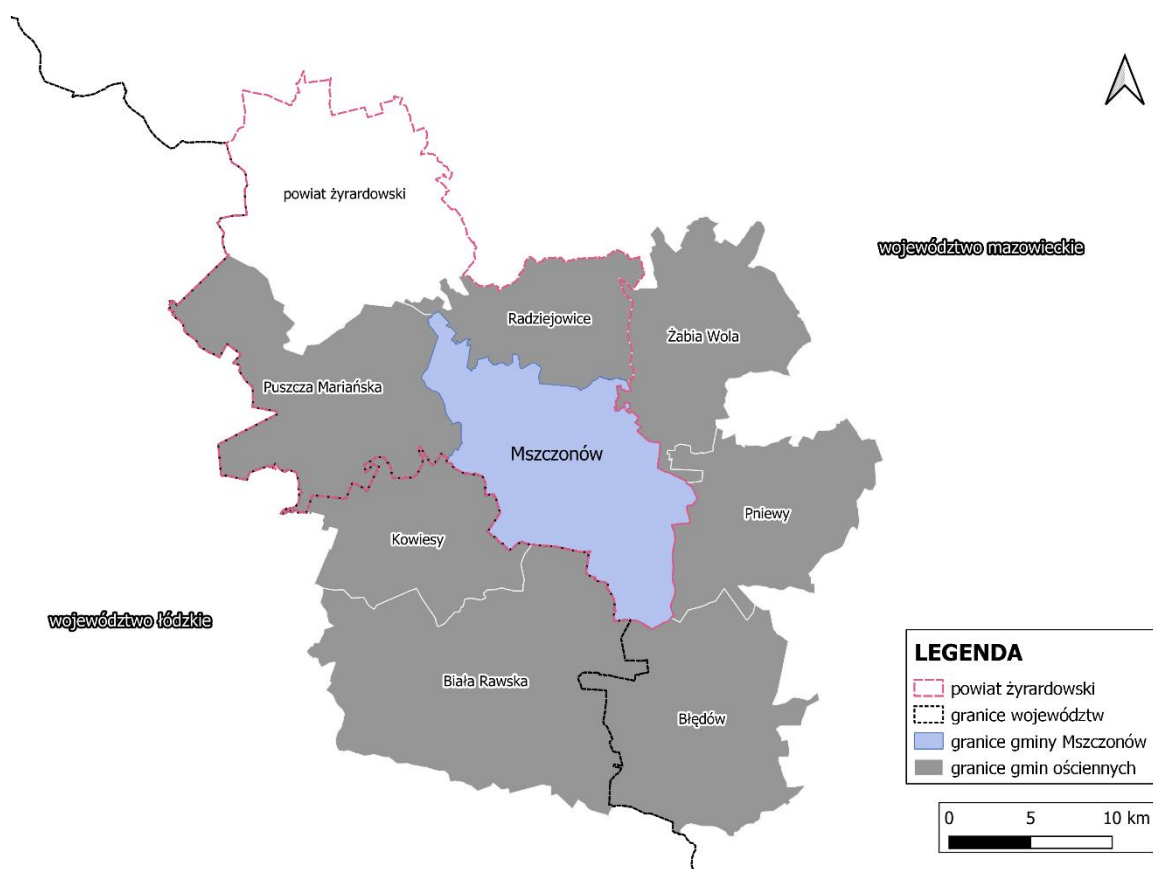 powiat żyrardowski
województwo mazowieckie
Radziejowice
Żabia Wola
Puszcza Mariańska
Mszczonów
Pniewy
Kowiesy
województwo łódzkie
Biała Rawska
Błędów
LEGENDA
powiat żyrardowski
granice województw
granice gminy Mszczonów
granice gmin ościennych
0 5 10 km